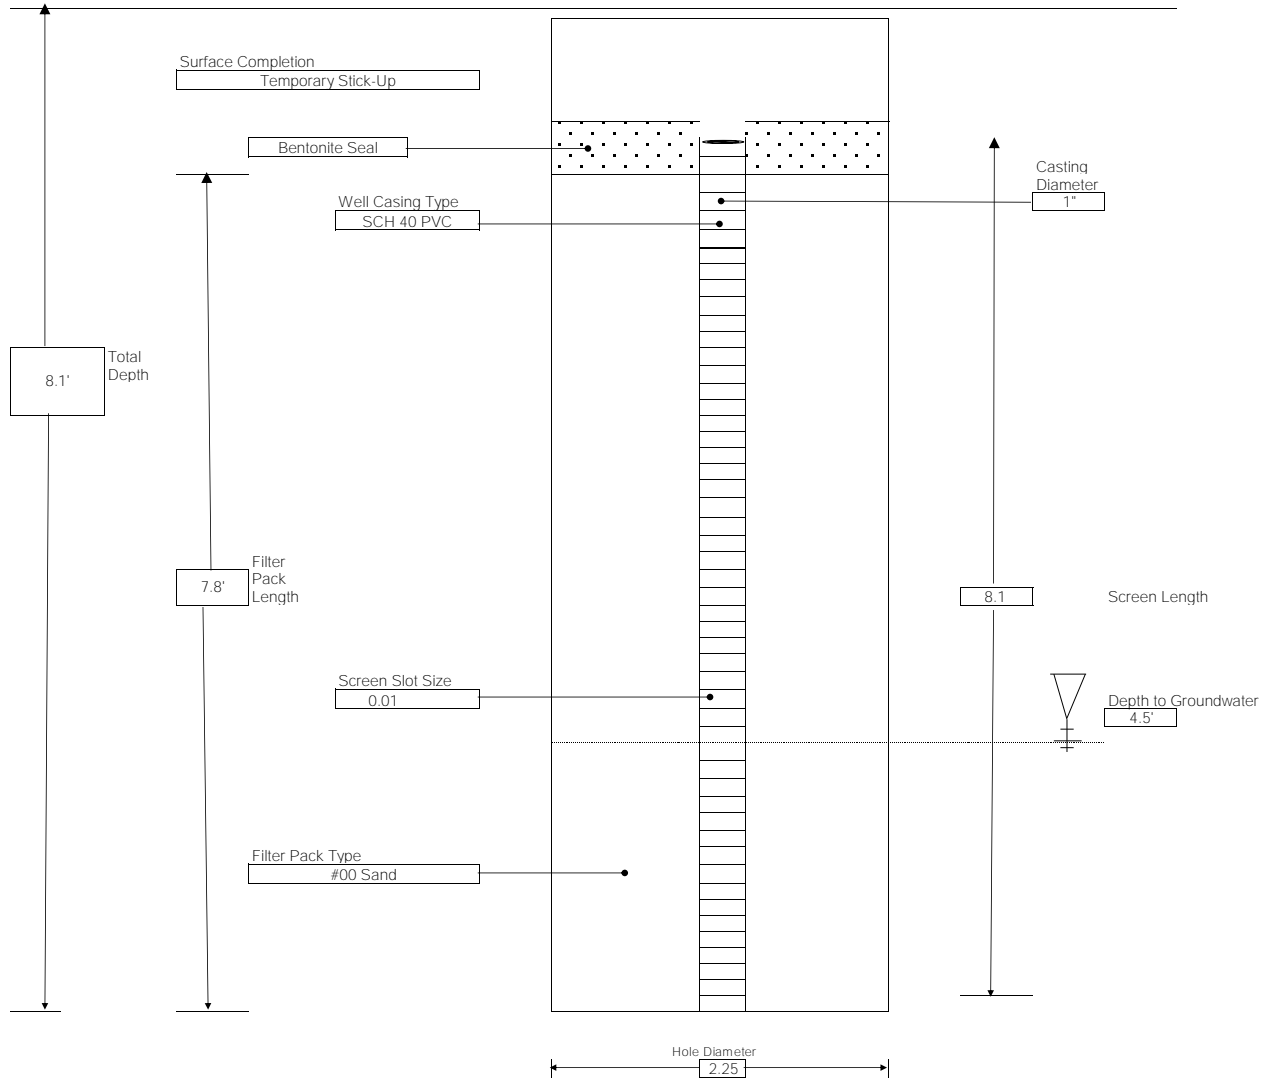 Surface Completion
Temporary Stick-Up
Bentonite Seal
Casting
Diameter
1"
Well Casing Type
SCH 40 PVC
Total
Depth
8.1'
Filter
Pack
Length
7.8'
8.1
Screen Length
Screen Slot Size
0.01
Depth to Groundwater
4.5'
Filter Pack Type
#00 Sand
Hole Diameter
2.25